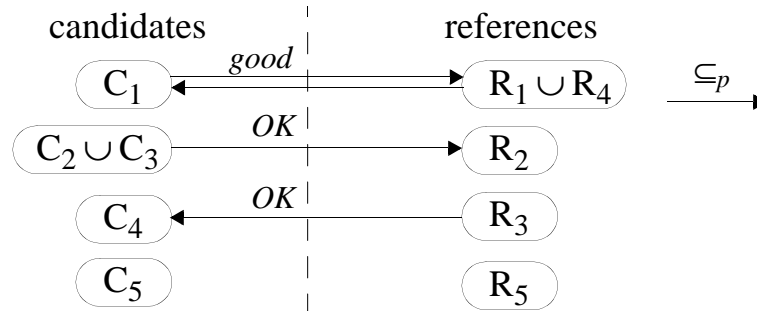 candidates references
good
C₁ R₁ ∪ R₄ ⊆ₚ
OK
C₂ ∪ C₃ R₂
OK
C₄ R₃
C₅ R₅